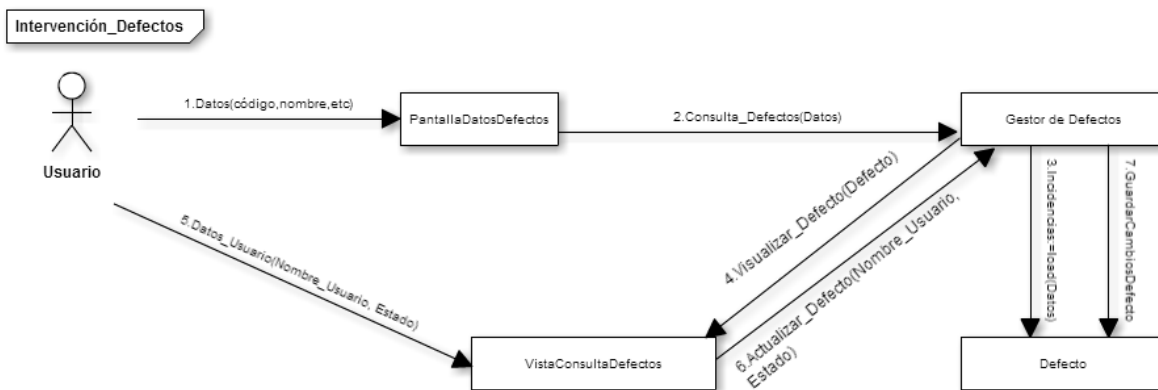 Intervención_Defectos
1.Datos(código,nombre,etc)
PantallaDatosDefectos
2.Consulta_Defectos(Datos)
Gestor de Defectos
Usuario
3.Incidencias:=load(Datos)
7.GuardarCambiosDefecto
4.Visualizar_Defecto(Defecto)
5.Datos_Usuario(Nombre_Usuario, Estado)
6.Actualizar_Defecto(Nombre_Usuario,
Estado)
VistaConsultaDefectos
Defecto